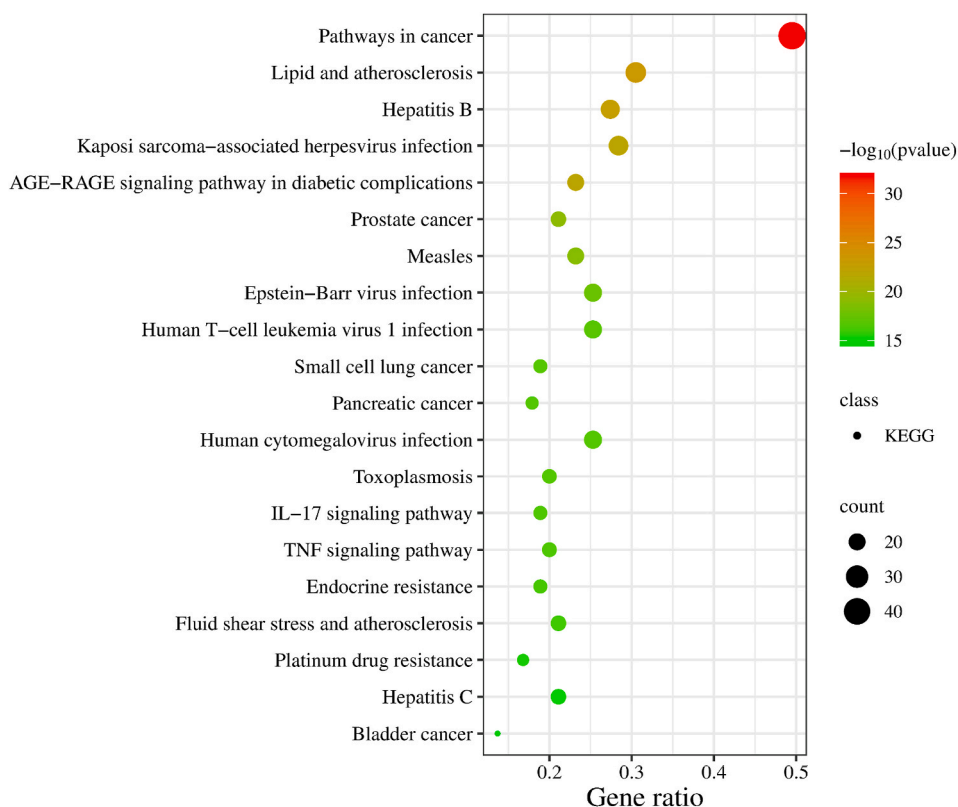 Pathways in cancer
Lipid and atherosclerosis
Hepatitis B
Kaposi sarcoma−associated herpesvirus infection
AGE−RAGE signaling pathway in diabetic complications
Prostate cancer
Measles
Epstein−Barr virus infection
Human T−cell leukemia virus 1 infection
Small cell lung cancer
Pancreatic cancer
Human cytomegalovirus infection
Toxoplasmosis
IL−17 signaling pathway
TNF signaling pathway
Endocrine resistance
Fluid shear stress and atherosclerosis
Platinum drug resistance
Hepatitis C
Bladder cancer
0.2 0.3 0.4 0.5
Gene ratio
−log₁₀(pvalue)
30
25
20
15
class
KEGG
count
20
30
40